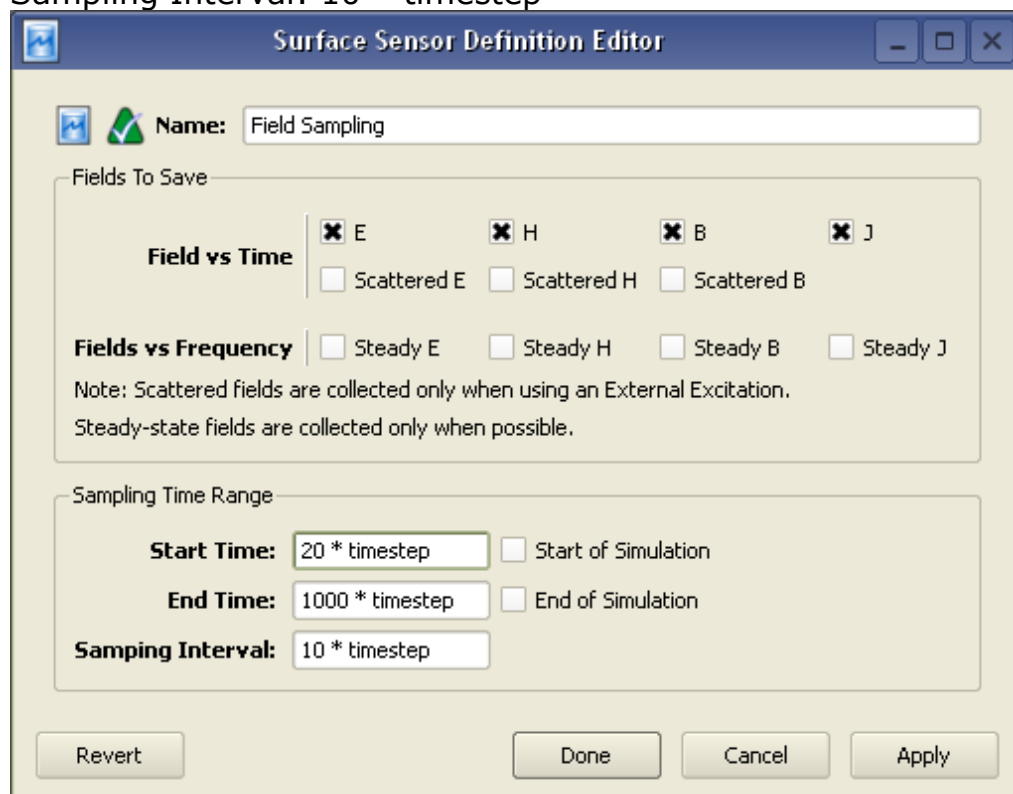 Sampling Interval: 10 * timestep
Surface Sensor Definition Editor
Name: Field Sampling
Fields To Save
Field vs Time
E H B J
Scattered E Scattered H Scattered B
Fields vs Frequency Steady E Steady H Steady B Steady J
Note: Scattered fields are collected only when using an External Excitation.
Steady-state fields are collected only when possible.
Sampling Time Range
Start Time: 20 * timestep Start of Simulation
End Time: 1000 * timestep End of Simulation
Samping Interval: 10 * timestep
Revert Done Cancel Apply